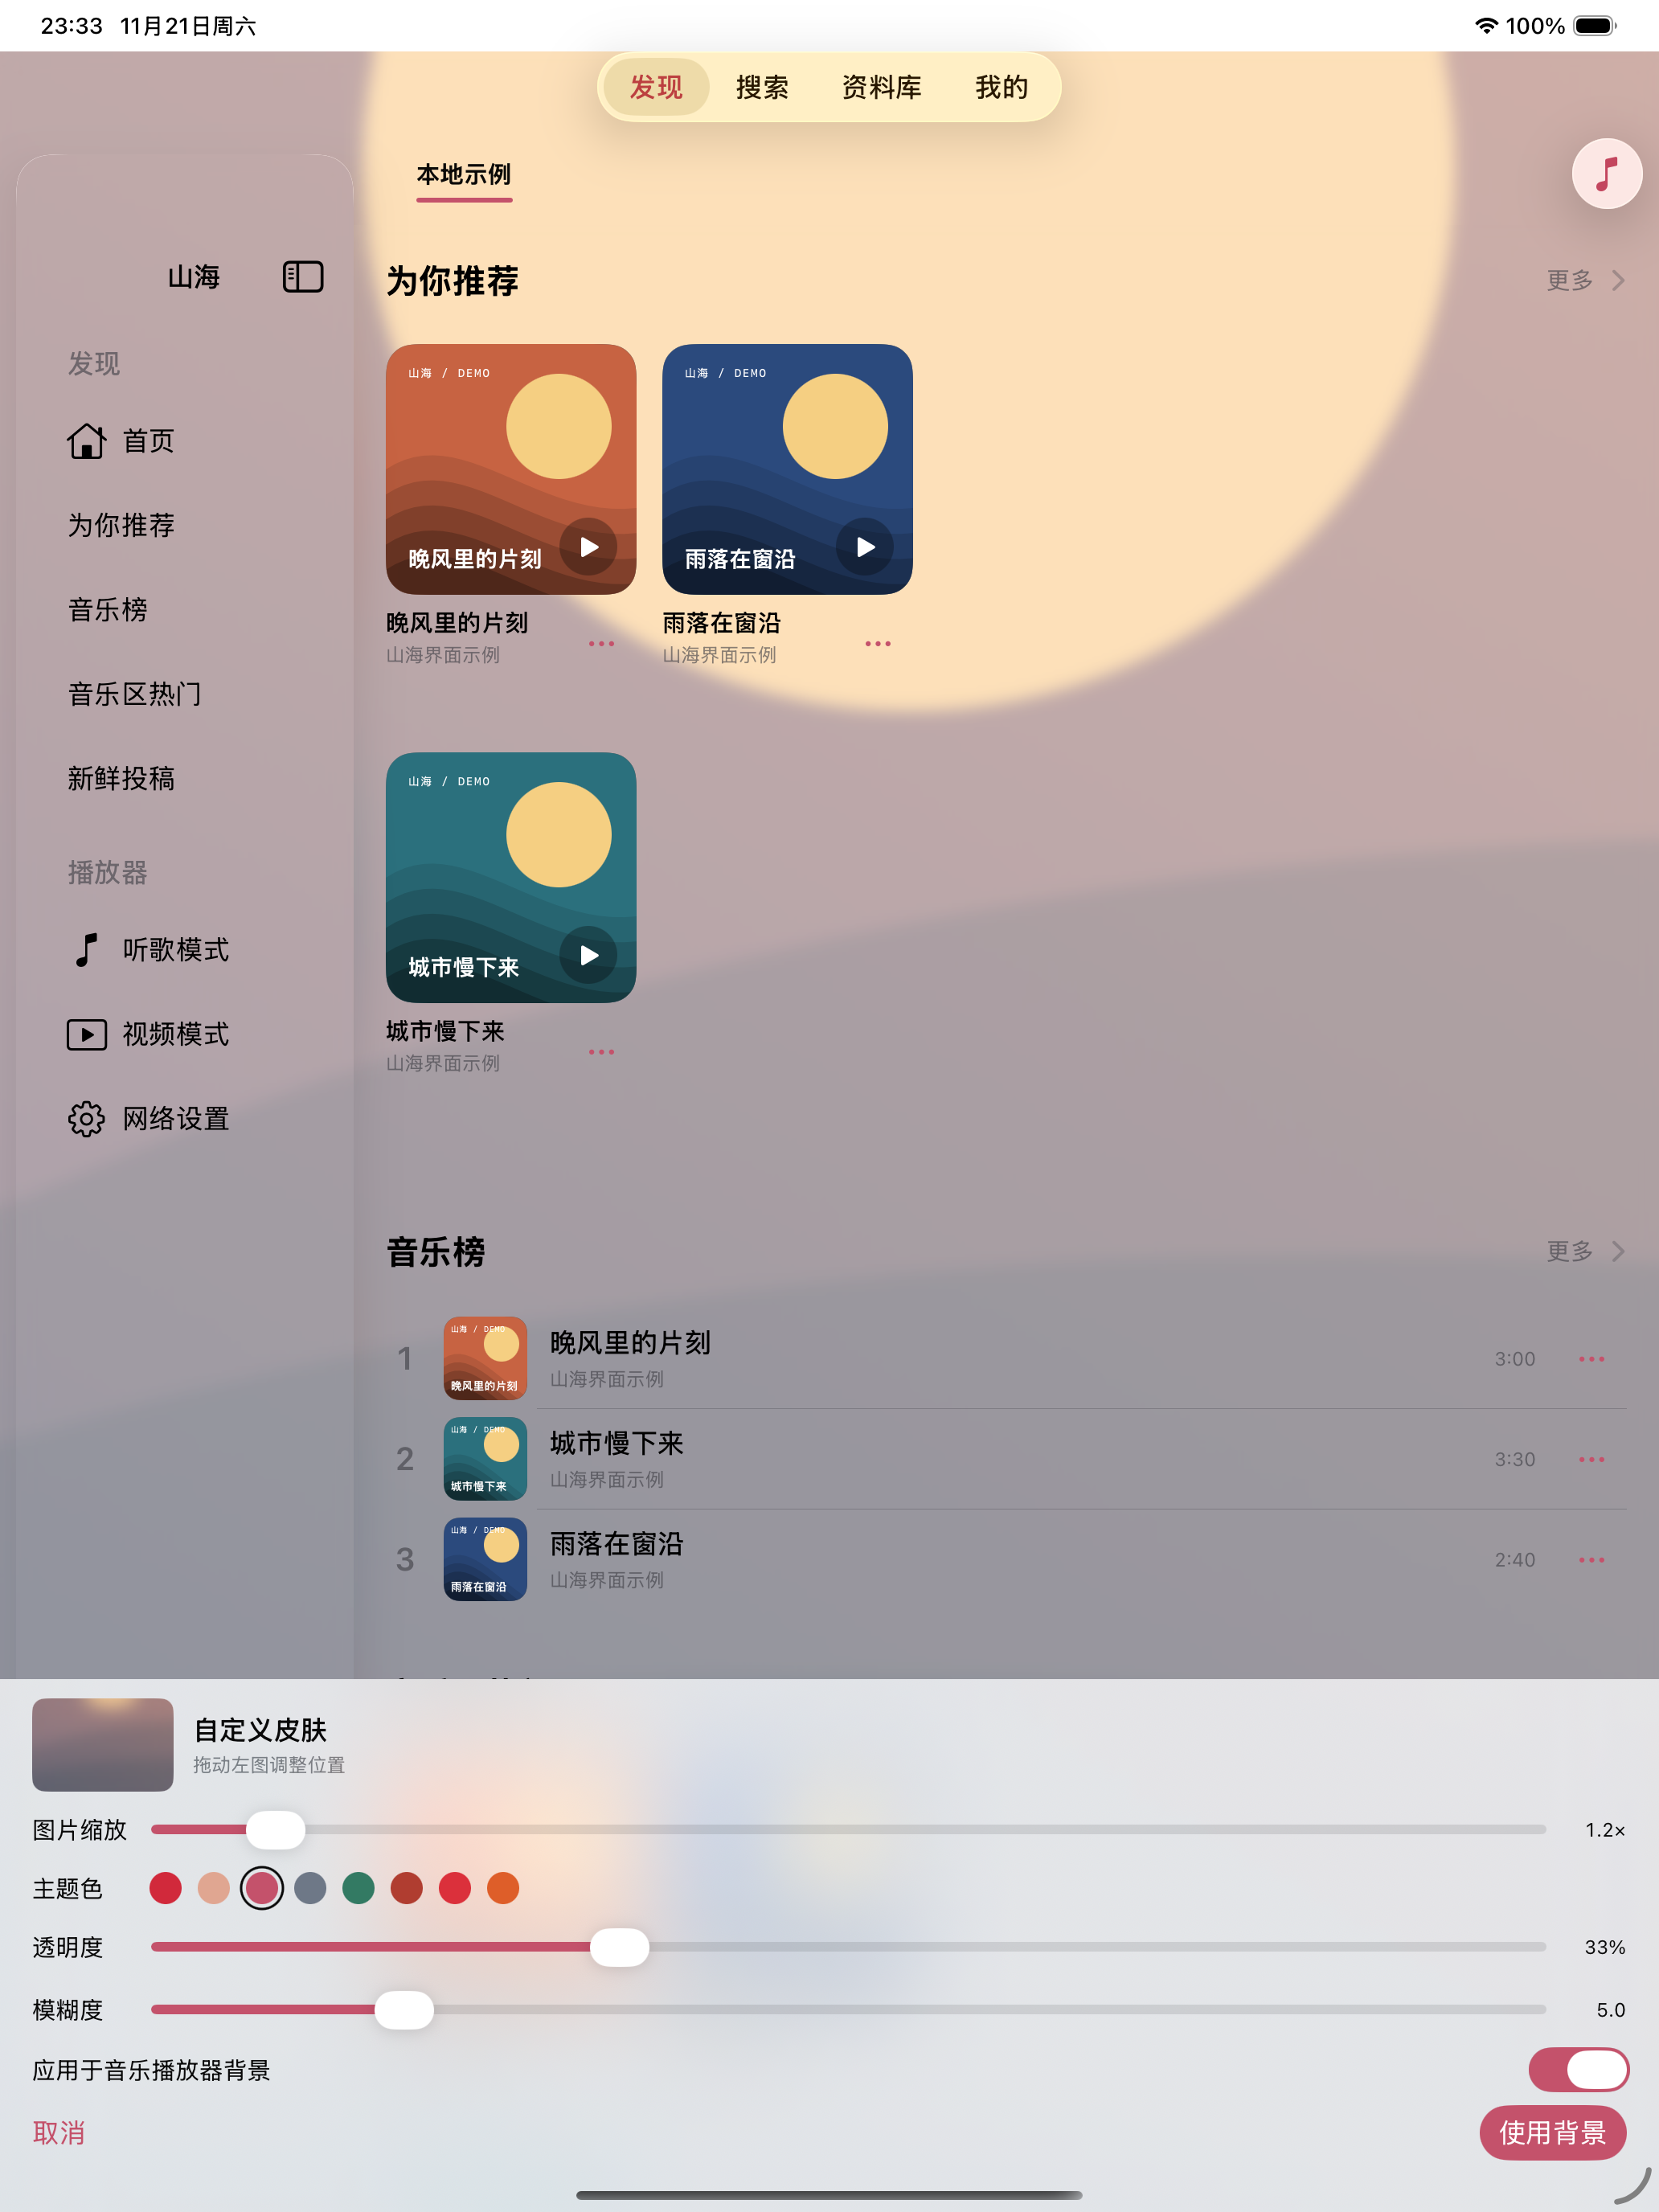 23:33 11月21日周六
100%
发现 搜索 资料库 我的
本地示例
山海
发现
首页
为你推荐
音乐榜
音乐区热门
新鲜投稿
播放器
听歌模式
视频模式
网络设置
为你推荐 更多
山海 / DEMO
晚风里的片刻
晚风里的片刻
山海界面示例
山海 / DEMO
雨落在窗沿
雨落在窗沿
山海界面示例
山海 / DEMO
城市慢下来
城市慢下来
山海界面示例
音乐榜 更多
1
山海 / DEMO
晚风里的片刻
晚风里的片刻
山海界面示例
3:00
2
山海 / DEMO
城市慢下来
城市慢下来
山海界面示例
3:30
3
山海 / DEMO
雨落在窗沿
雨落在窗沿
山海界面示例
2:40
自定义皮肤
拖动左图调整位置
图片缩放 1.2×
主题色
透明度 33%
模糊度 5.0
应用于音乐播放器背景
取消 使用背景